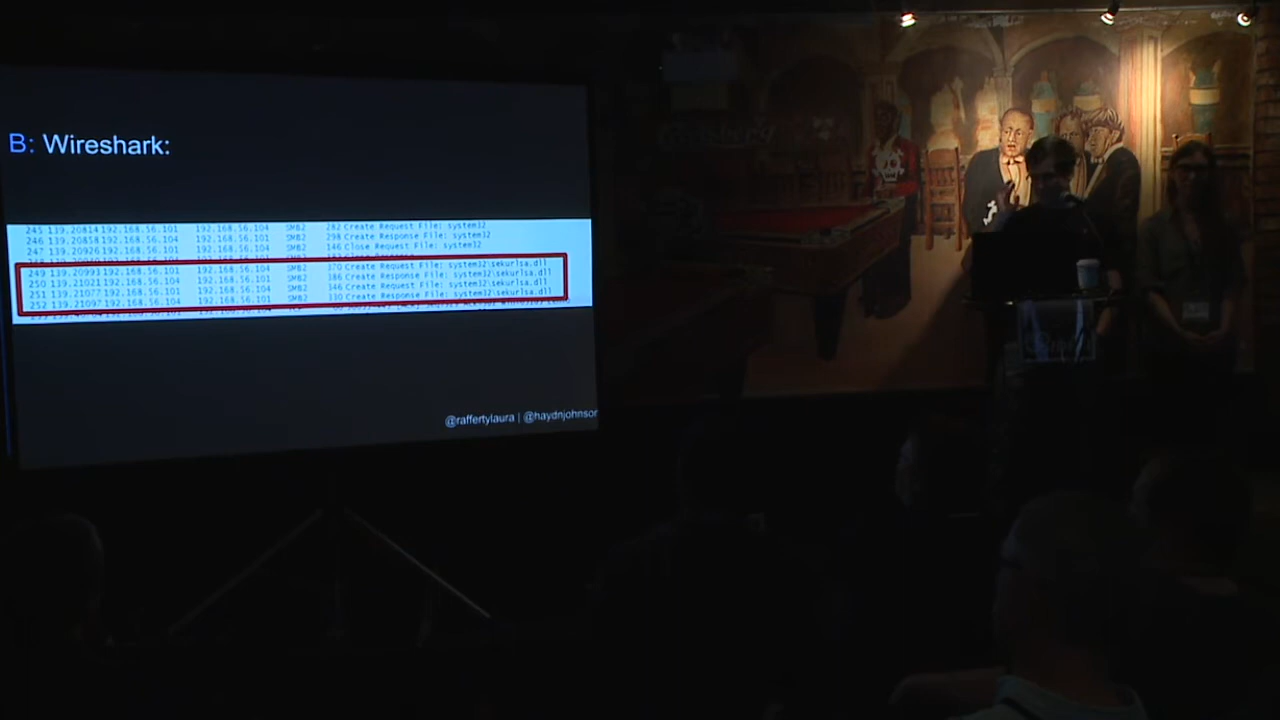 B: Wireshark:
245 139.20814 192.168.56.101 192.168.56.104 SMB2 282 Create Request File: system32
246 139.20858 192.168.56.104 192.168.56.101 SMB2 298 Create Response File: system32
247 139.20926 192.168.56.101 192.168.56.104 SMB2 146 Close Request File: system32
249 139.20993 192.168.56.101 192.168.56.104 SMB2 370 Create Request File: system32\sekurlsa.dll
250 139.21021 192.168.56.104 192.168.56.101 SMB2 386 Create Response File: system32\sekurlsa.dll
251 139.21077 192.168.56.101 192.168.56.104 SMB2 346 Create Request File: system32\sekurlsa.dll
252 139.21097 192.168.56.104 192.168.56.101 SMB2 330 Create Response File: system32\sekurlsa.dll
@raffertylaura | @haydnjohnson